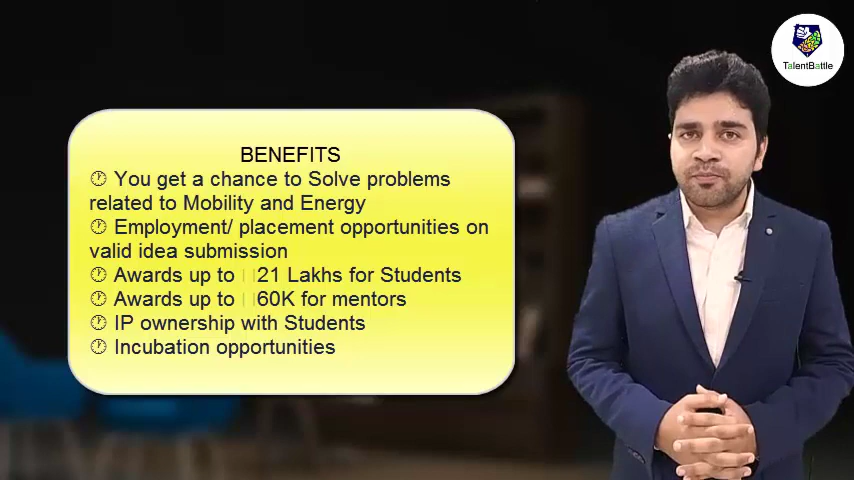 TalentBattle
BENEFITS
🕐 You get a chance to Solve problems
related to Mobility and Energy
🕐 Employment/ placement opportunities on
valid idea submission
🕐 Awards up to 21 Lakhs for Students
🕐 Awards up to 60K for mentors
🕐 IP ownership with Students
🕐 Incubation opportunities